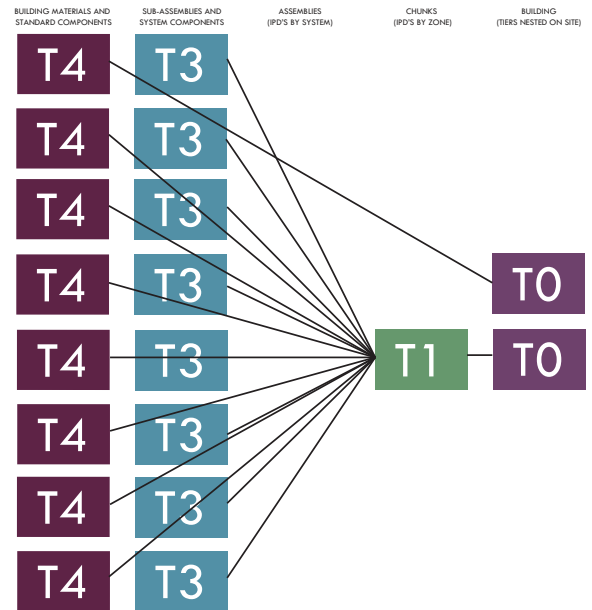 BUILDING MATERIALS AND
STANDARD COMPONENTS
SUB-ASSEMBLIES AND
SYSTEM COMPONENTS
ASSEMBLIES
(IPD'S BY SYSTEM)
CHUNKS
(IPD'S BY ZONE)
BUILDING
(TIERS NESTED ON SITE)
T4 T3
T4 T3
T4 T3
T4 T3 T0
T4 T3 T1 T0
T4 T3
T4 T3
T4 T3